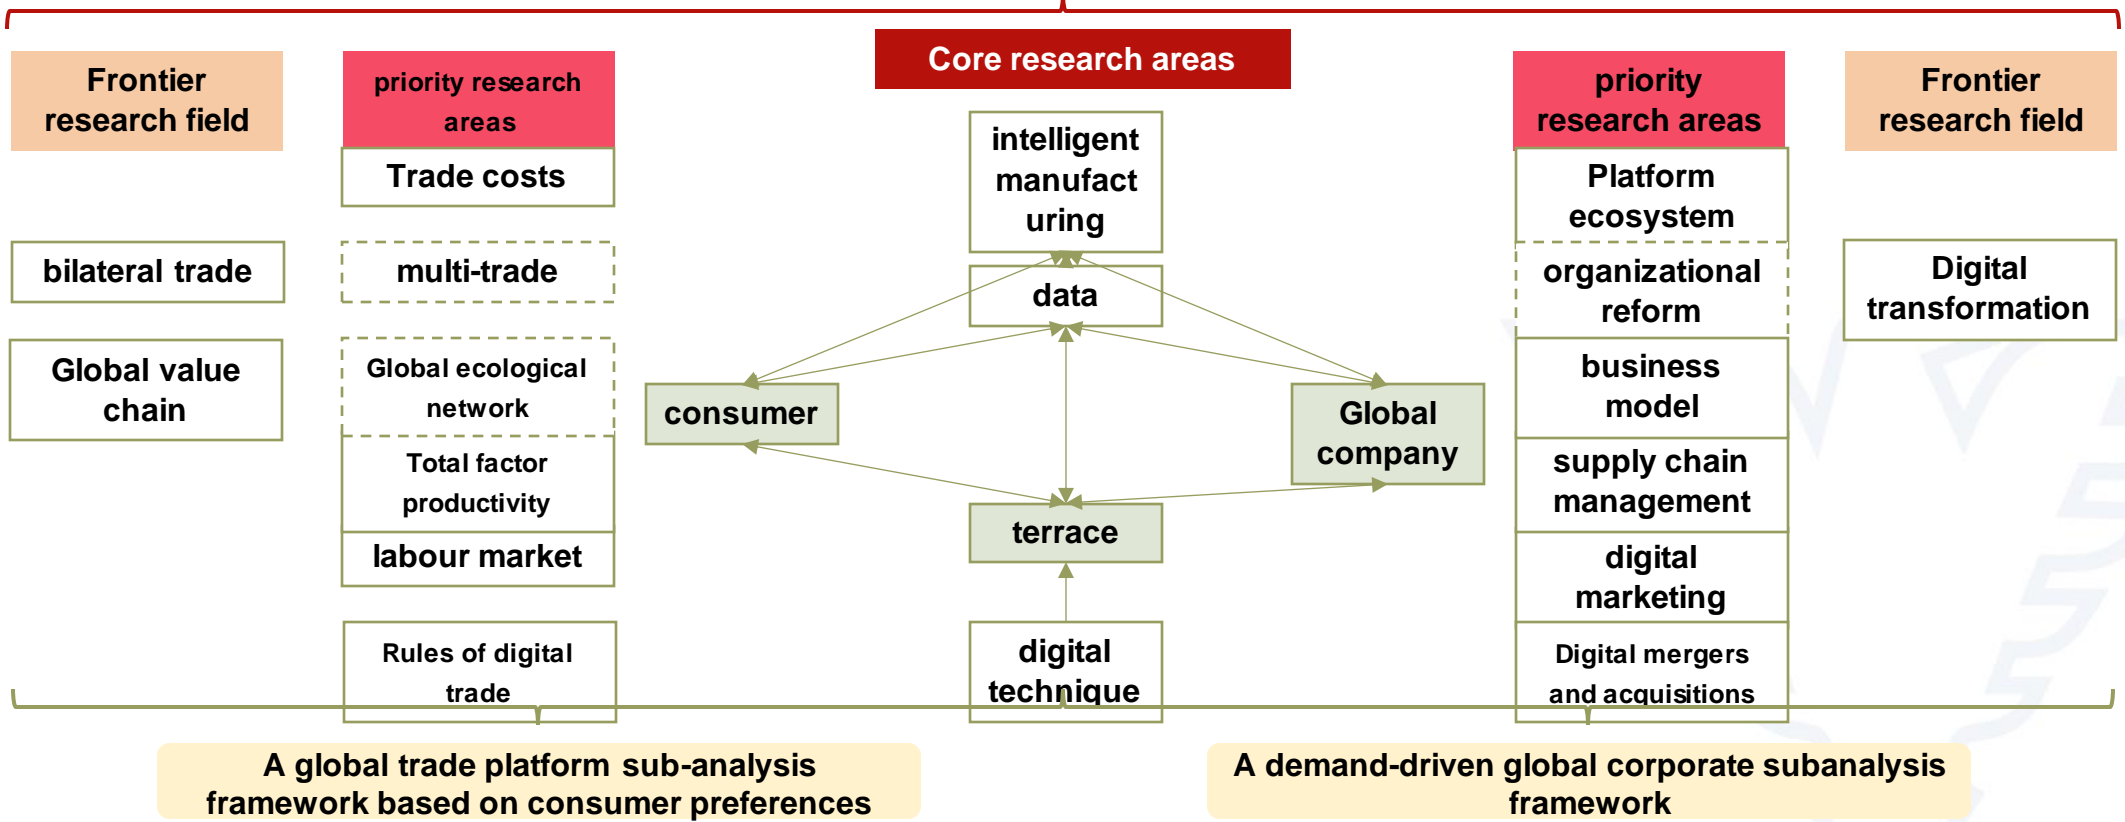 Frontier
research field
priority research
areas
Core research areas
priority
research areas
Frontier
research field
Trade costs
bilateral trade
multi-trade
Global value
chain
Global ecological
network
Total factor
productivity
labour market
Rules of digital
trade
intelligent
manufact
uring
data
consumer
Global
company
terrace
digital
technique
Platform
ecosystem
organizational
reform
business
model
supply chain
management
digital
marketing
Digital mergers
and acquisitions
Digital
transformation
A global trade platform sub-analysis
framework based on consumer preferences
A demand-driven global corporate subanalysis
framework